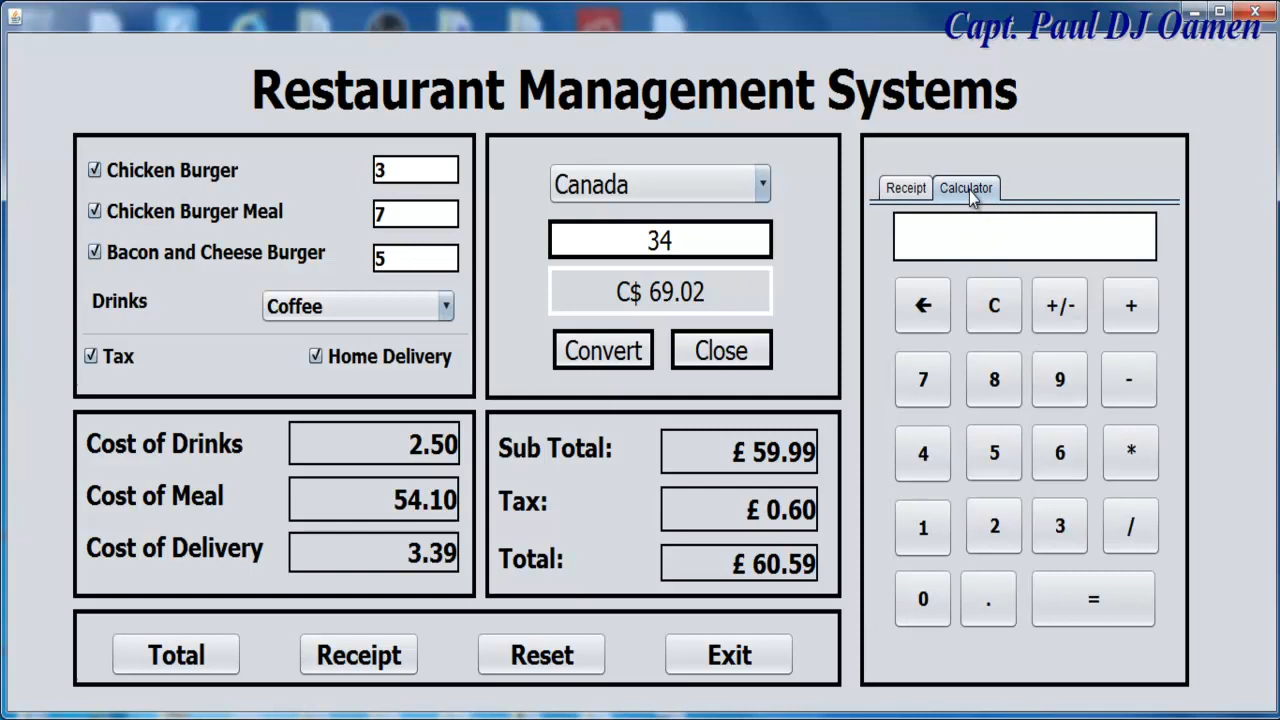 Capt. Paul DJ Oamen
Restaurant Management Systems
Chicken Burger 3
Chicken Burger Meal 7
Bacon and Cheese Burger 5
Drinks Coffee
Tax Home Delivery
Canada
34
C$ 69.02
Convert Close
Cost of Drinks 2.50
Cost of Meal 54.10
Cost of Delivery 3.39
Sub Total: £ 59.99
Tax: £ 0.60
Total: £ 60.59
Total Receipt Reset Exit
Receipt Calculator
← C +/- +
7 8 9 -
4 5 6 *
1 2 3 /
0 . =